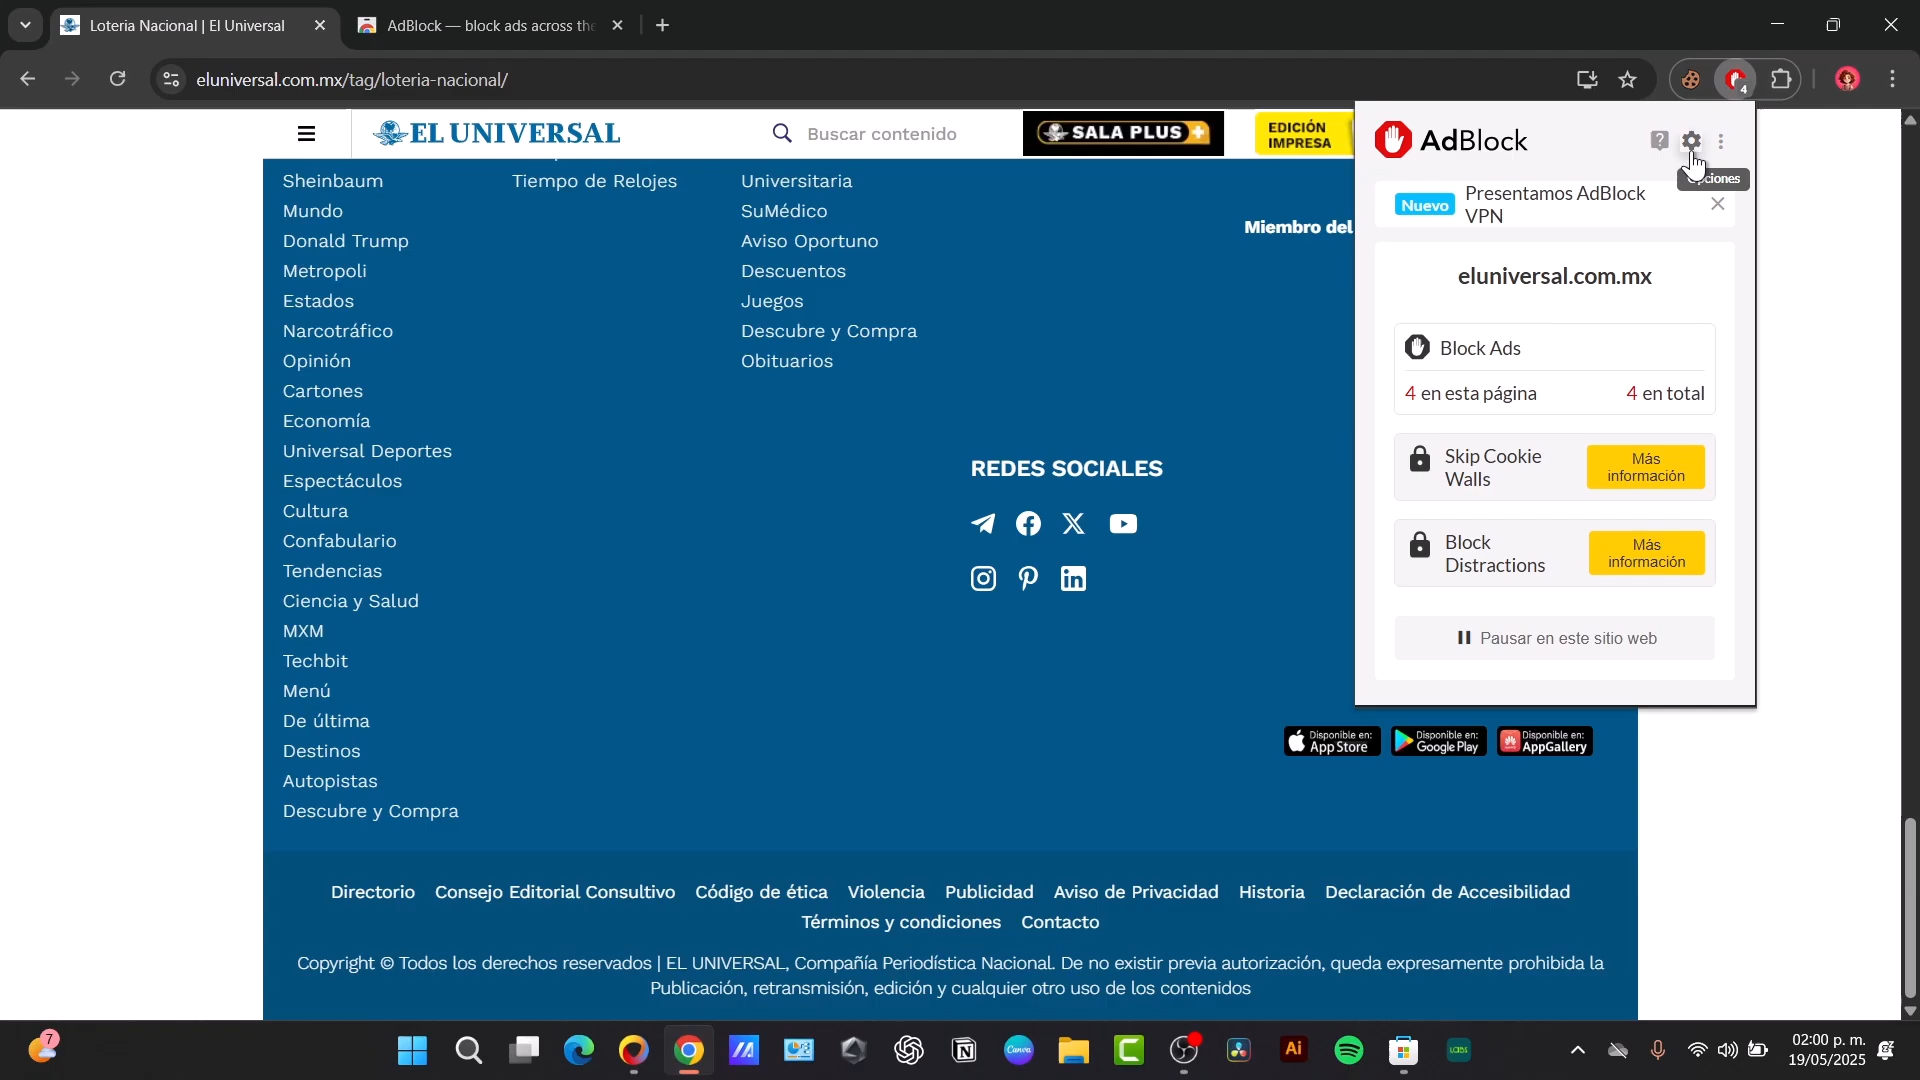 Loteria Nacional | El Universal
AdBlock — block ads across the
eluniversal.com.mx/tag/loteria-nacional/
4
EL UNIVERSAL
Buscar contenido
SALA PLUS +
EDICIÓN
IMPRESA
Sheinbaum
Mundo
Donald Trump
Metropoli
Estados
Narcotráfico
Opinión
Cartones
Economía
Universal Deportes
Espectáculos
Cultura
Confabulario
Tendencias
Ciencia y Salud
MXM
Techbit
Menú
De última
Destinos
Autopistas
Descubre y Compra
Tiempo de Relojes
Universitaria
SuMédico
Aviso Oportuno
Descuentos
Juegos
Descubre y Compra
Obituarios
Miembro del
REDES SOCIALES
AdBlock
Nuevo
Presentamos AdBlock
VPN
eluniversal.com.mx
Block Ads
4 en esta página
4 en total
Skip Cookie
Walls
Más
información
Block
Distractions
Más
información
Pausar en este sitio web
Disponible en:
App Store
Disponible en:
Google Play
Disponible en:
AppGallery
Directorio Consejo Editorial Consultivo Código de ética Violencia Publicidad Aviso de Privacidad Historia Declaración de Accesibilidad
Términos y condiciones Contacto
Copyright © Todos los derechos reservados | EL UNIVERSAL, Compañía Periodística Nacional. De no existir previa autorización, queda expresamente prohibida la
Publicación, retransmisión, edición y cualquier otro uso de los contenidos
7
Canva
Ai
LABS
02:00 p. m.
19/05/2025